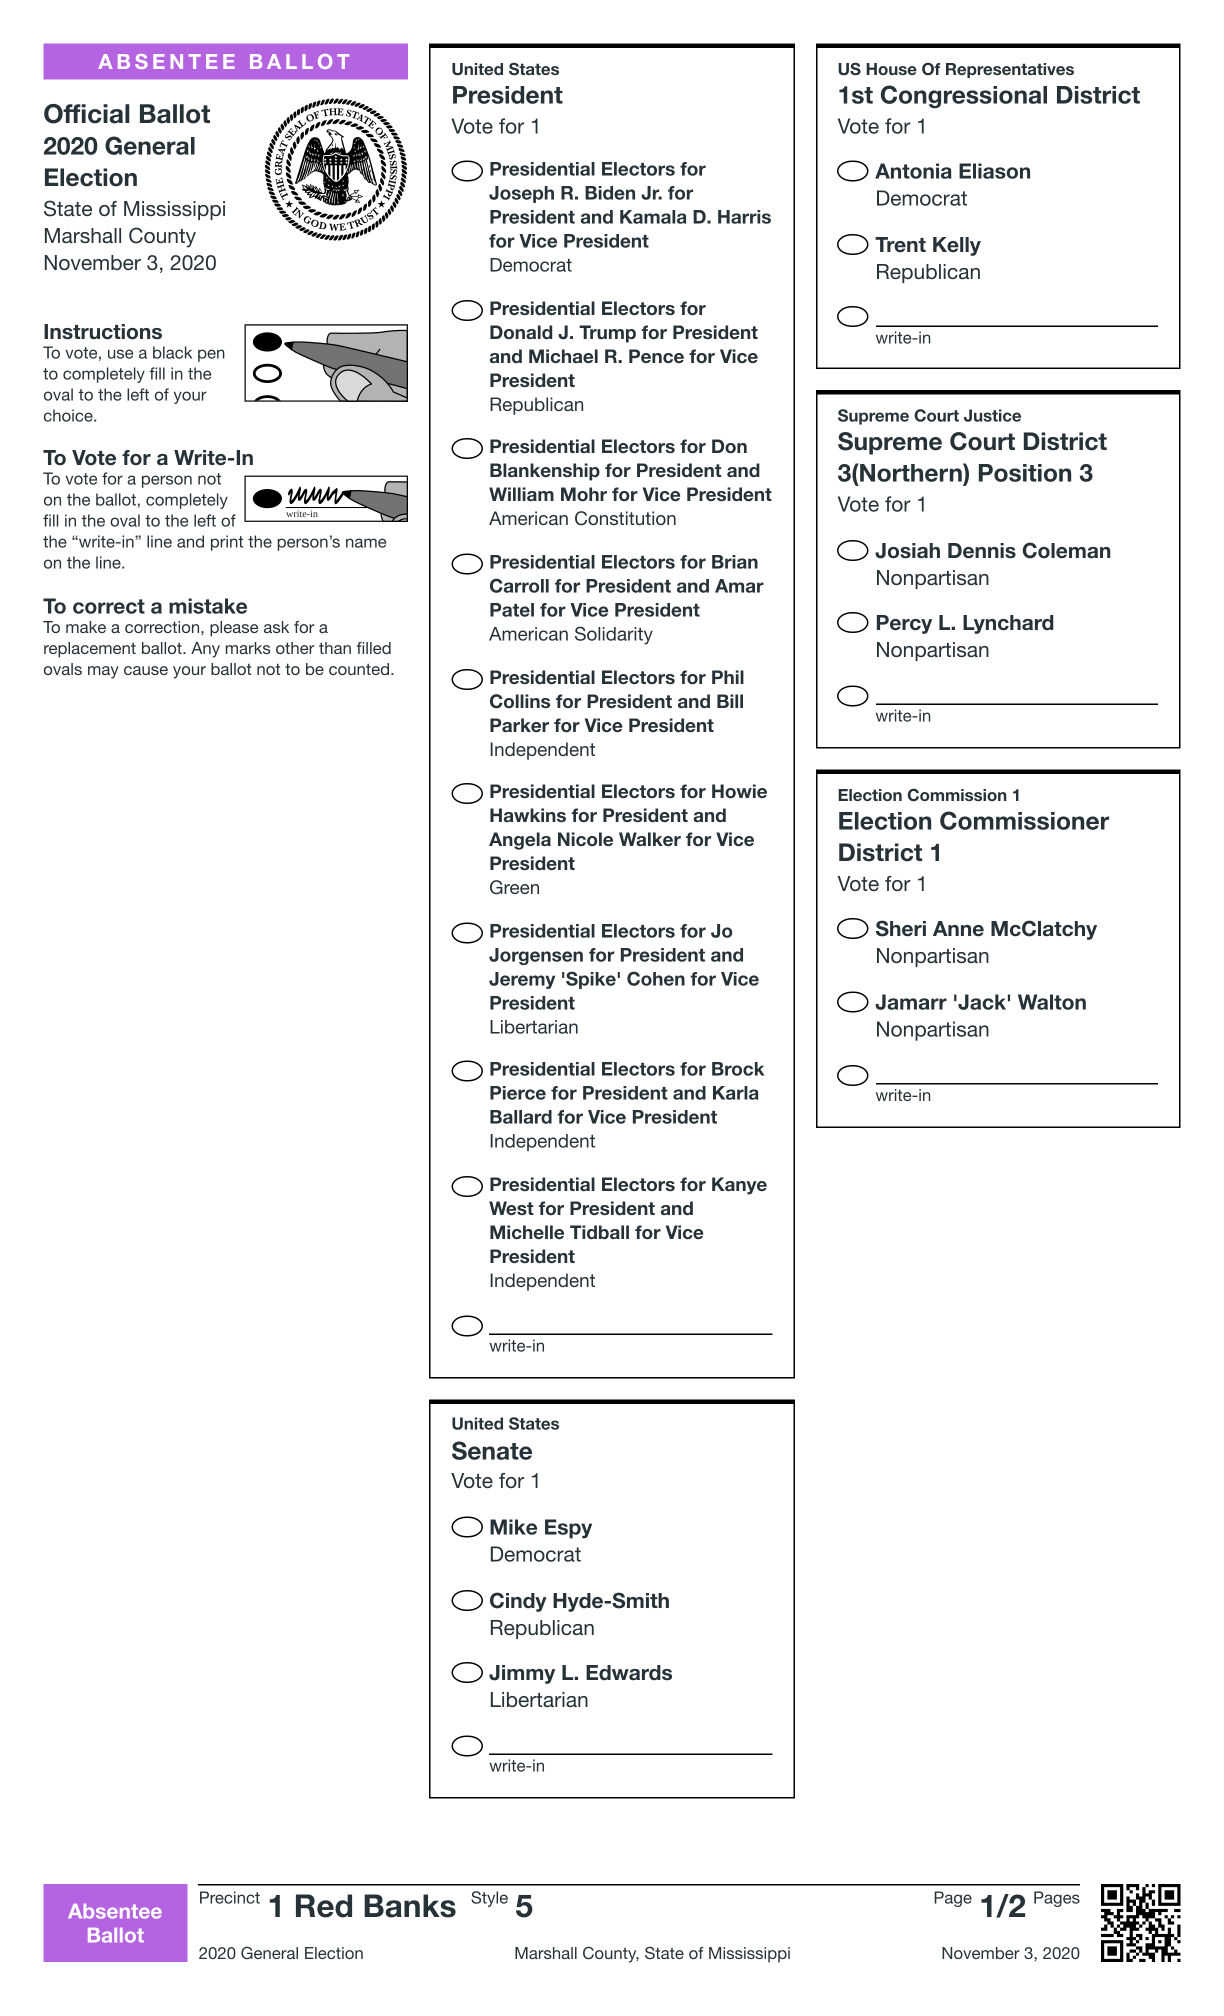 ABSENTEE BALLOT
Official Ballot
2020 General
Election
State of Mississippi
Marshall County
November 3, 2020
THE GREAT SEAL OF THE STATE OF MISSISSIPPI
★ IN GOD WE TRUST ★
Instructions
To vote, use a black pen
to completely fill in the
oval to the left of your
choice.
To Vote for a Write-In
To vote for a person not
on the ballot, completely
fill in the oval to the left of
the “write-in” line and print the person’s name
on the line.
write-in
To correct a mistake
To make a correction, please ask for a
replacement ballot. Any marks other than filled
ovals may cause your ballot not to be counted.
United States
President
Vote for 1
Presidential Electors for
Joseph R. Biden Jr. for
President and Kamala D. Harris
for Vice President
Democrat
Presidential Electors for
Donald J. Trump for President
and Michael R. Pence for Vice
President
Republican
Presidential Electors for Don
Blankenship for President and
William Mohr for Vice President
American Constitution
Presidential Electors for Brian
Carroll for President and Amar
Patel for Vice President
American Solidarity
Presidential Electors for Phil
Collins for President and Bill
Parker for Vice President
Independent
Presidential Electors for Howie
Hawkins for President and
Angela Nicole Walker for Vice
President
Green
Presidential Electors for Jo
Jorgensen for President and
Jeremy 'Spike' Cohen for Vice
President
Libertarian
Presidential Electors for Brock
Pierce for President and Karla
Ballard for Vice President
Independent
Presidential Electors for Kanye
West for President and
Michelle Tidball for Vice
President
Independent
write-in
United States
Senate
Vote for 1
Mike Espy
Democrat
Cindy Hyde-Smith
Republican
Jimmy L. Edwards
Libertarian
write-in
US House Of Representatives
1st Congressional District
Vote for 1
Antonia Eliason
Democrat
Trent Kelly
Republican
write-in
Supreme Court Justice
Supreme Court District
3(Northern) Position 3
Vote for 1
Josiah Dennis Coleman
Nonpartisan
Percy L. Lynchard
Nonpartisan
write-in
Election Commission 1
Election Commissioner
District 1
Vote for 1
Sheri Anne McClatchy
Nonpartisan
Jamarr 'Jack' Walton
Nonpartisan
write-in
Absentee
Ballot
Precinct 1 Red Banks Style 5 Page 1/2 Pages
2020 General Election Marshall County, State of Mississippi November 3, 2020